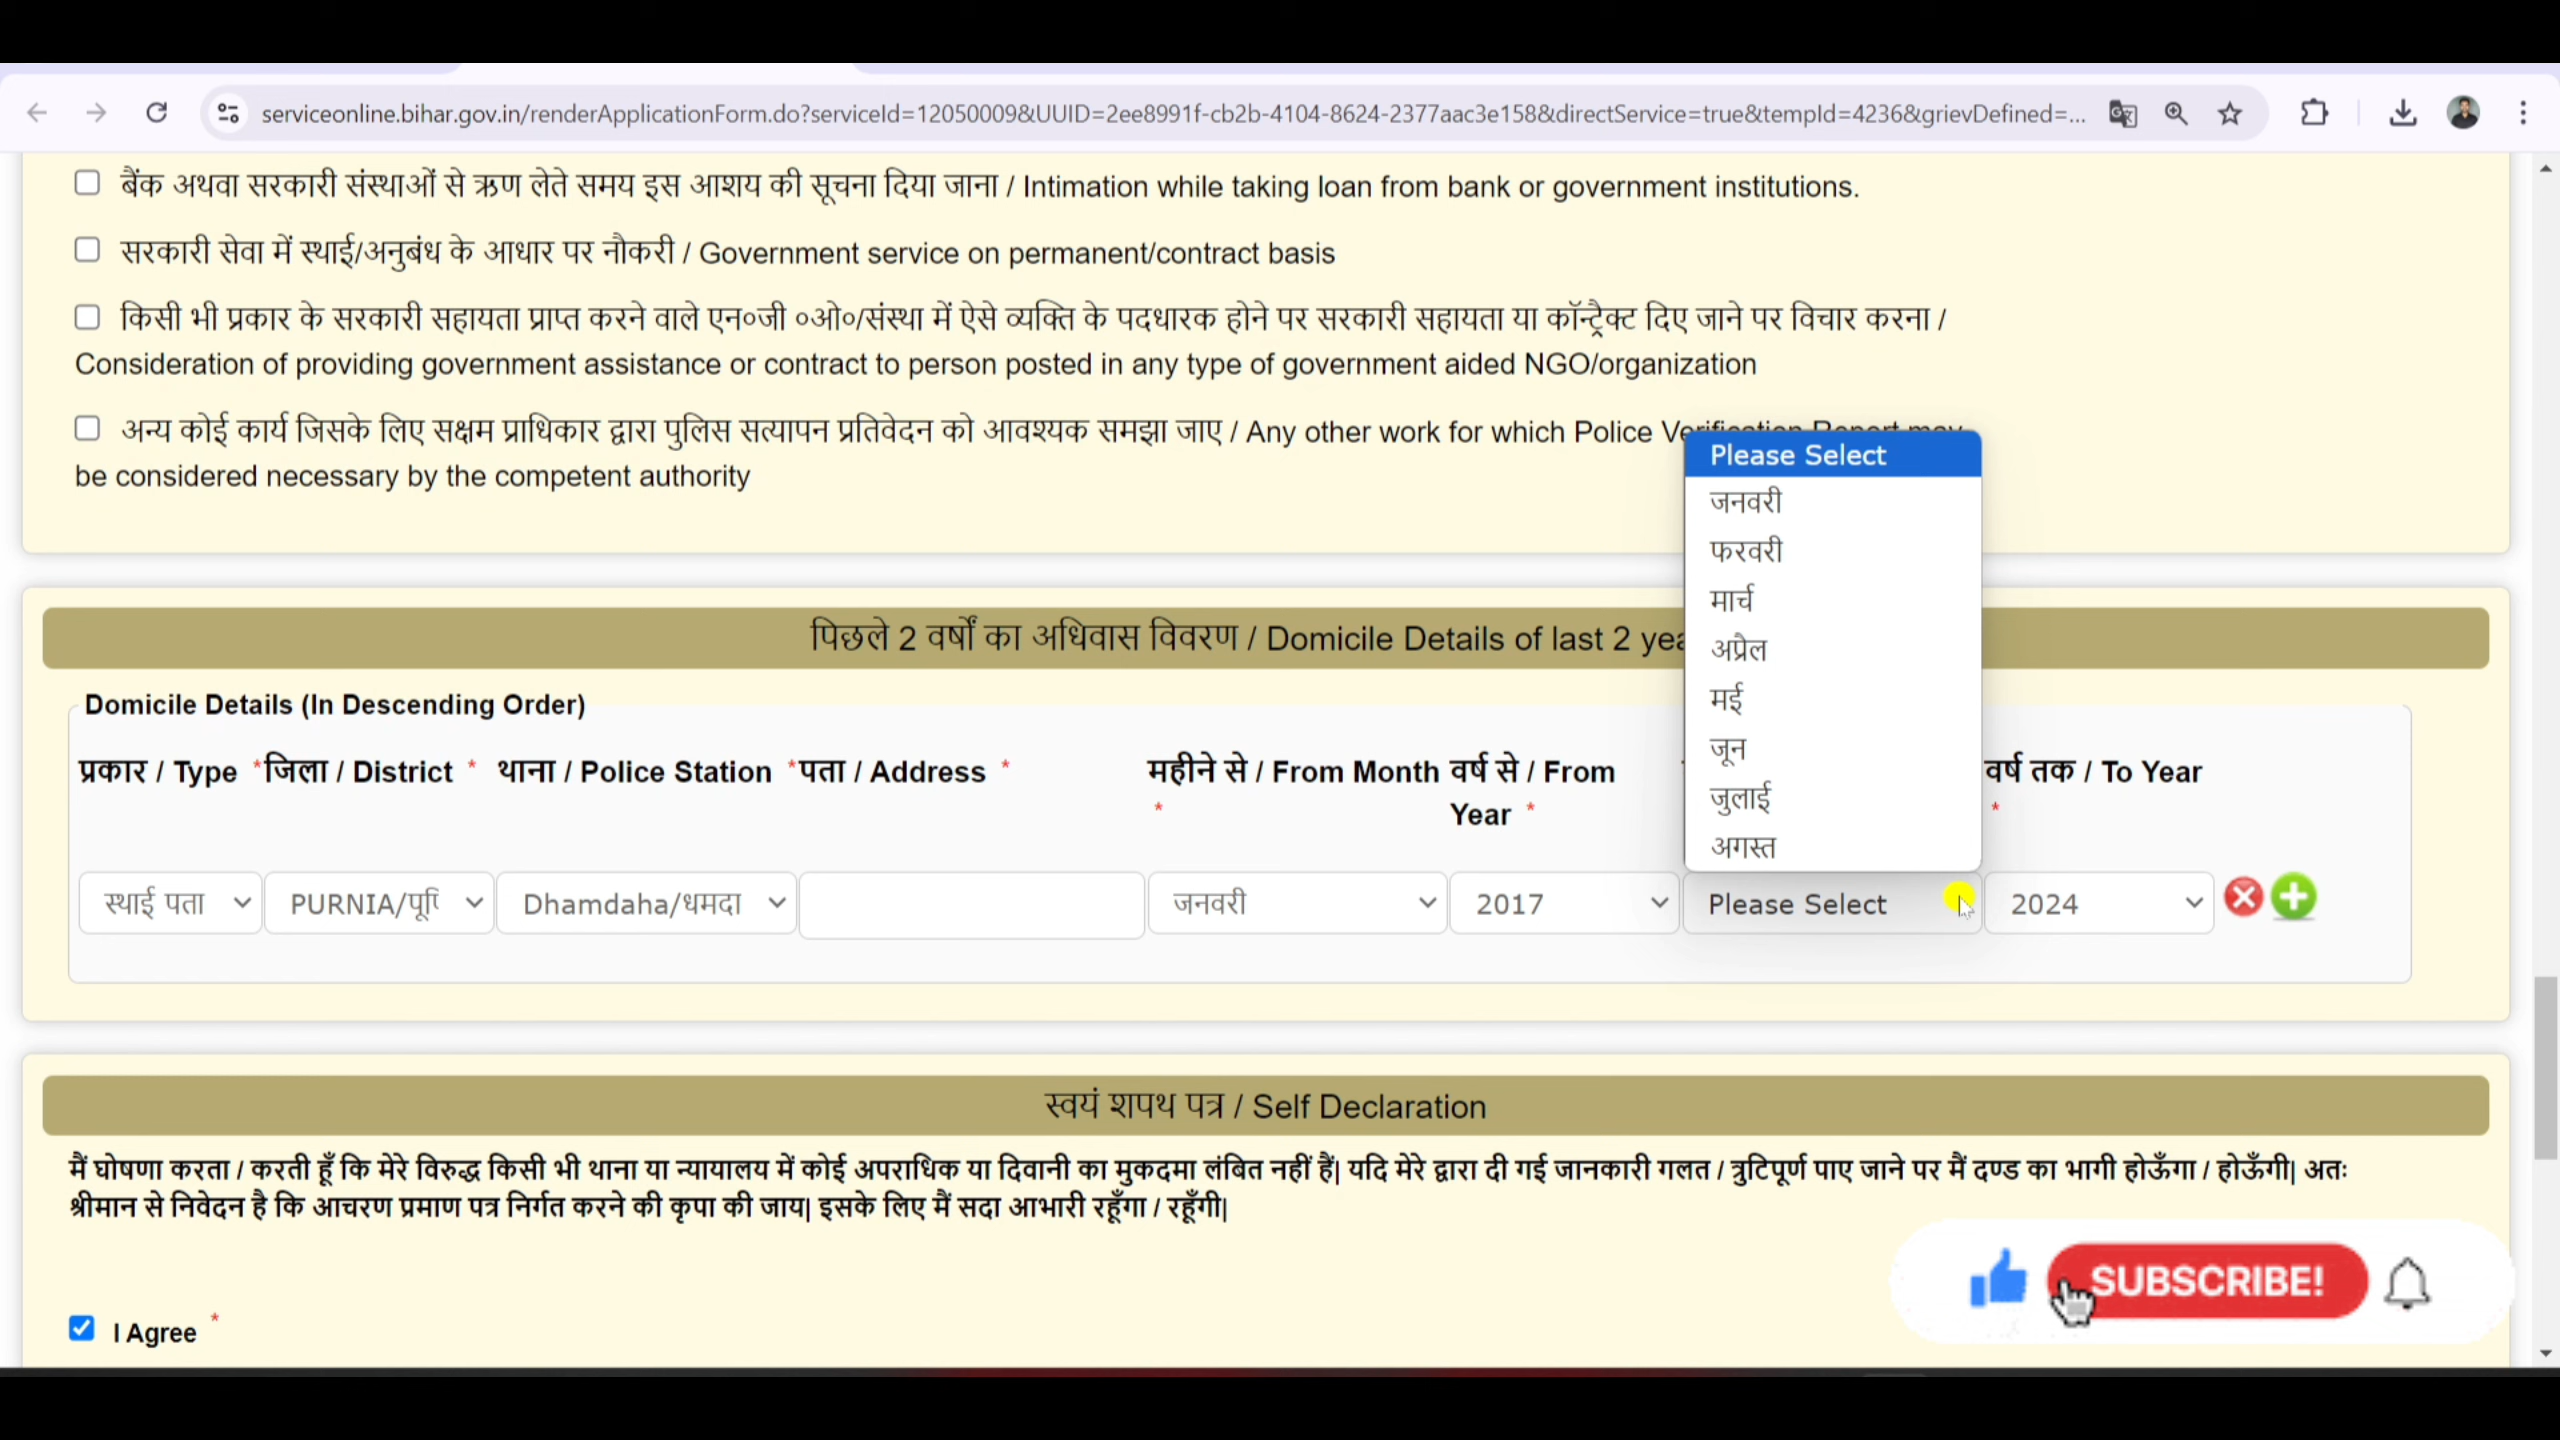 serviceonline.bihar.gov.in/renderApplicationForm.do?serviceId=12050009&UUID=2ee8991f-cb2b-4104-8624-2377aac3e158&directService=true&tempId=4236&grievDefined=...
बैंक अथवा सरकारी संस्थाओं से ऋण लेते समय इस आशय की सूचना दिया जाना / Intimation while taking loan from bank or government institutions.
सरकारी सेवा में स्थाई/अनुबंध के आधार पर नौकरी / Government service on permanent/contract basis
किसी भी प्रकार के सरकारी सहायता प्राप्त करने वाले एन०जी ०ओ०/संस्था में ऐसे व्यक्ति के पदधारक होने पर सरकारी सहायता या कॉन्ट्रैक्ट दिए जाने पर विचार करना /
Consideration of providing government assistance or contract to person posted in any type of government aided NGO/organization
अन्य कोई कार्य जिसके लिए सक्षम प्राधिकार द्वारा पुलिस सत्यापन प्रतिवेदन को आवश्यक समझा जाए / Any other work for which Police Verification Report may
be considered necessary by the competent authority
Please Select
जनवरी
फरवरी
मार्च
अप्रैल
मई
जून
जुलाई
अगस्त
पिछले 2 वर्षों का अधिवास विवरण / Domicile Details of last 2
Domicile Details (In Descending Order)
प्रकार / Type *जिला / District * थाना / Police Station *पता / Address * महीने से / From Month वर्ष से / From वर्ष तक / To Year
* Year * *
स्थाई पता PURNIA/ Dhamdaha/धमदा जनवरी 2017 Please Select 2024
स्वयं शपथ पत्र / Self Declaration
मैं घोषणा करता / करती हूँ कि मेरे विरुद्ध किसी भी थाना या न्यायालय में कोई अपराधिक या दिवानी का मुकदमा लंबित नहीं हैं| यदि मेरे द्वारा दी गई जानकारी गलत / त्रुटिपूर्ण पाए जाने पर मैं दण्ड का भागी होऊँगा / होऊँगी| अतः
श्रीमान से निवेदन है कि आचरण प्रमाण पत्र निर्गत करने की कृपा की जाय| इसके लिए मैं सदा आभारी रहूँगा / रहूँगी|
SUBSCRIBE!
I Agree *